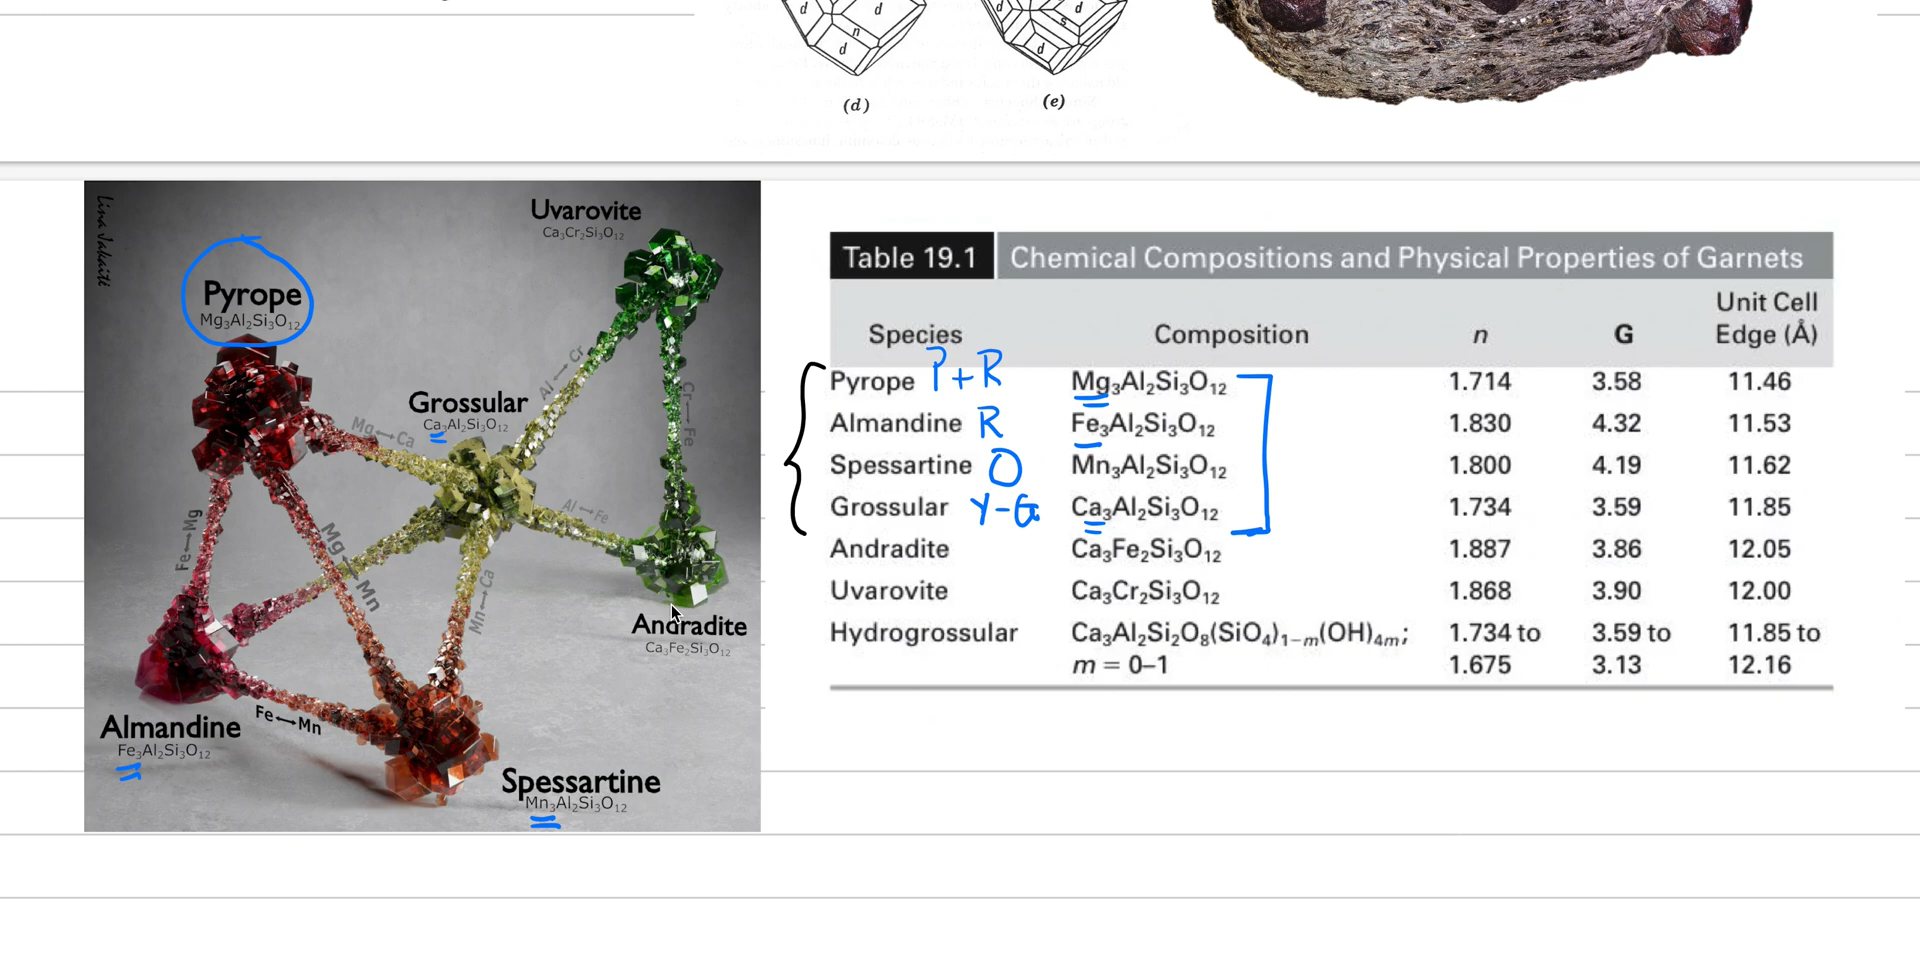 d d n d
d d s d
(d) (e)
Lina Jakaitė
Uvarovite
Ca3Cr2Si3O12
Pyrope
Mg3Al2Si3O12
Al↔Cr
Grossular
Ca3Al2Si3O12
Mg↔Ca
Cr↔Fe
Al↔Fe
Fe↔Mg
Mg↔Mn
Mn↔Ca
Andradite
Ca3Fe2Si3O12
Almandine
Fe3Al2Si3O12
Fe↔Mn
Spessartine
Mn3Al2Si3O12
Table 19.1 Chemical Compositions and Physical Properties of Garnets
Species Composition n G Unit Cell Edge (Å)
Pyrope P+R Mg3Al2Si3O12 1.714 3.58 11.46
Almandine R Fe3Al2Si3O12 1.830 4.32 11.53
Spessartine O Mn3Al2Si3O12 1.800 4.19 11.62
Grossular Y-G Ca3Al2Si3O12 1.734 3.59 11.85
Andradite Ca3Fe2Si3O12 1.887 3.86 12.05
Uvarovite Ca3Cr2Si3O12 1.868 3.90 12.00
Hydrogrossular Ca3Al2Si2O8(SiO4)1−m(OH)4m; 1.734 to 3.59 to 11.85 to
m = 0–1 1.675 3.13 12.16